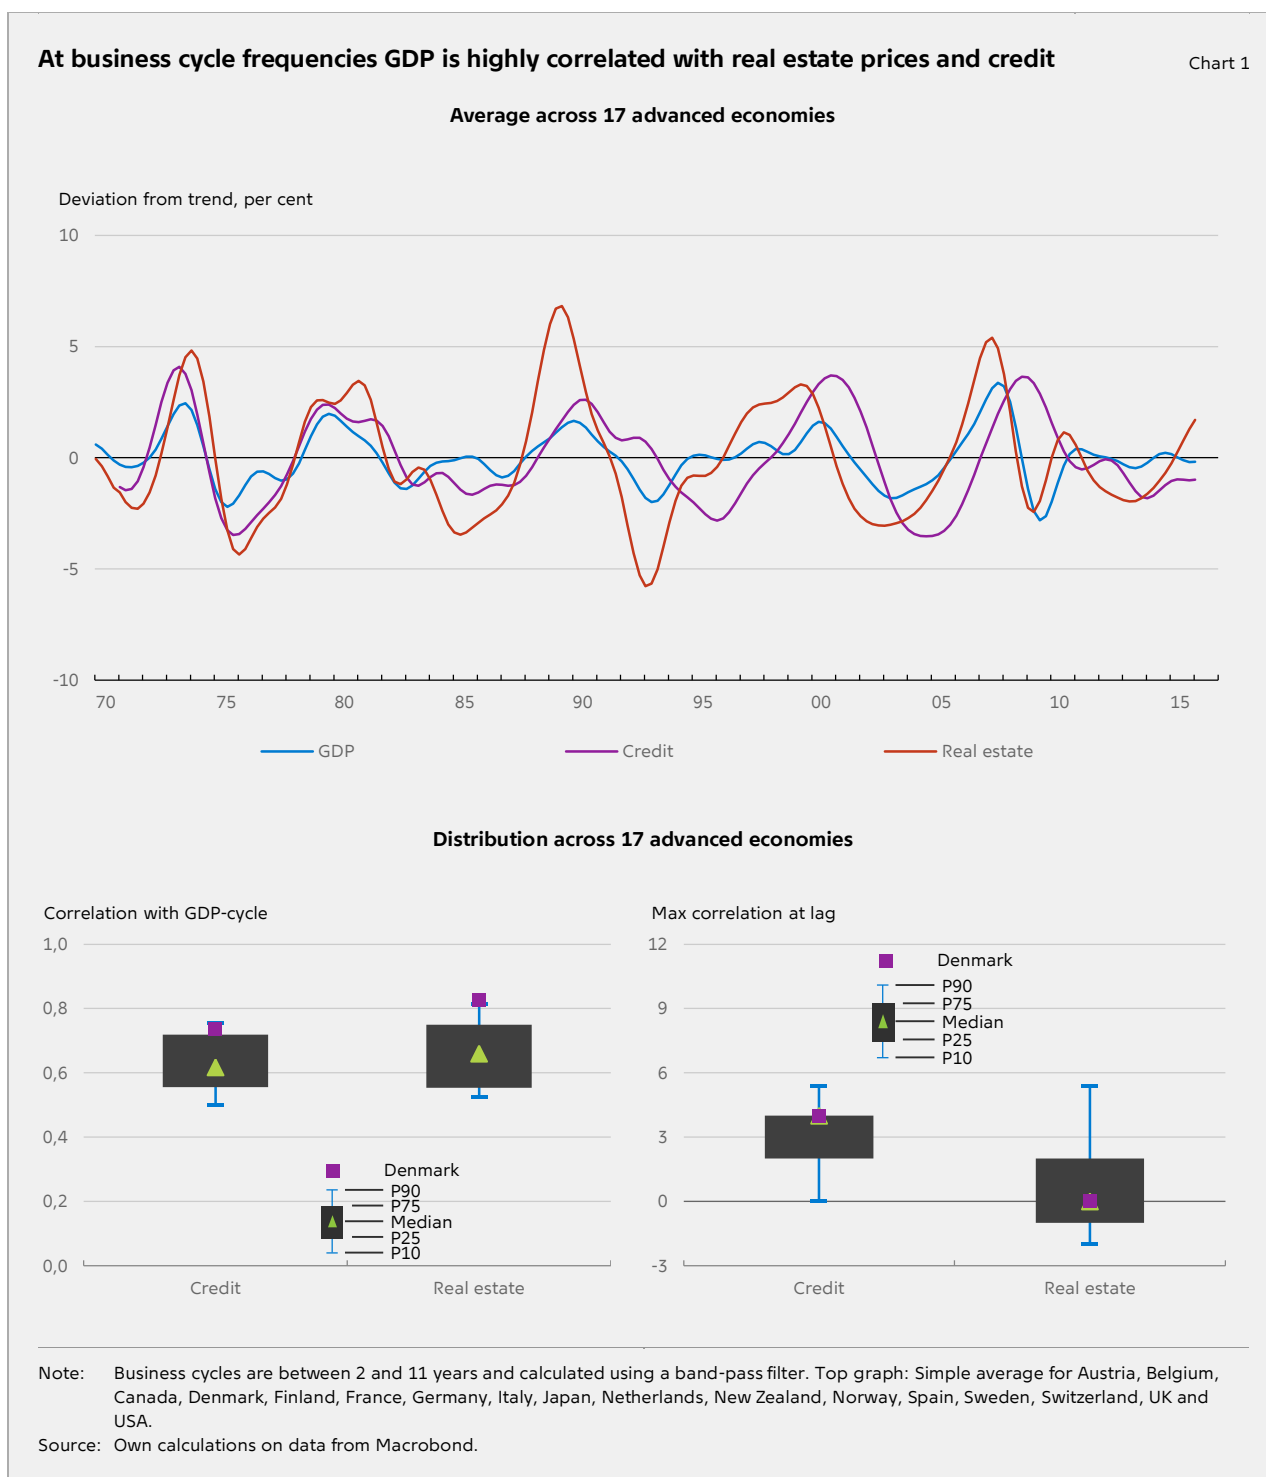 At business cycle frequencies GDP is highly correlated with real estate prices and credit
Chart 1
Average across 17 advanced economies
Deviation from trend, per cent
10
5
0
-5
-10
70 75 80 85 90 95 00 05 10 15
GDP Credit Real estate
Distribution across 17 advanced economies
Correlation with GDP-cycle
1,0
0,8
0,6
0,4
0,2
0,0
Denmark
P90
P75
Median
P25
P10
Credit Real estate
Max correlation at lag
12
9
6
3
0
-3
Denmark
P90
P75
Median
P25
P10
Credit Real estate
Note: Business cycles are between 2 and 11 years and calculated using a band-pass filter. Top graph: Simple average for Austria, Belgium,
Canada, Denmark, Finland, France, Germany, Italy, Japan, Netherlands, New Zealand, Norway, Spain, Sweden, Switzerland, UK and
USA.
Source: Own calculations on data from Macrobond.